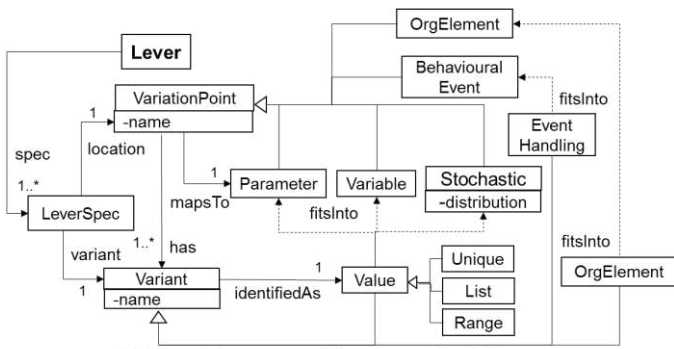 OrgElement
Lever
Behavioural
Event
VariationPoint
-name
fitsInto
Event
Handling
1
location
spec
1
mapsTo
Parameter
Variable
Stochastic
-distribution
1..*
LeverSpec
fitsInto
variant
1..*
has
fitsInto
Unique
OrgElement
1
Variant
-name
1
identifiedAs
Value
List
Range